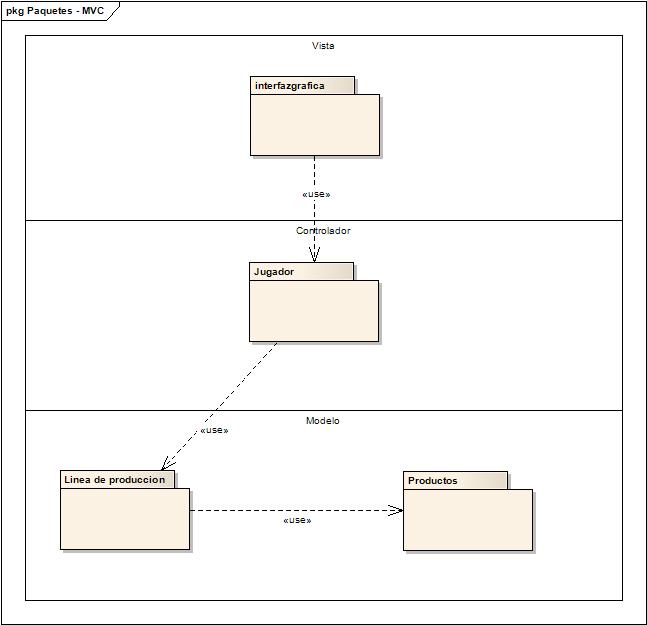 pkg Paquetes - MVC
Vista
interfazgrafica
«use»
Controlador
Jugador
«use»
Modelo
Linea de produccion
Productos
«use»